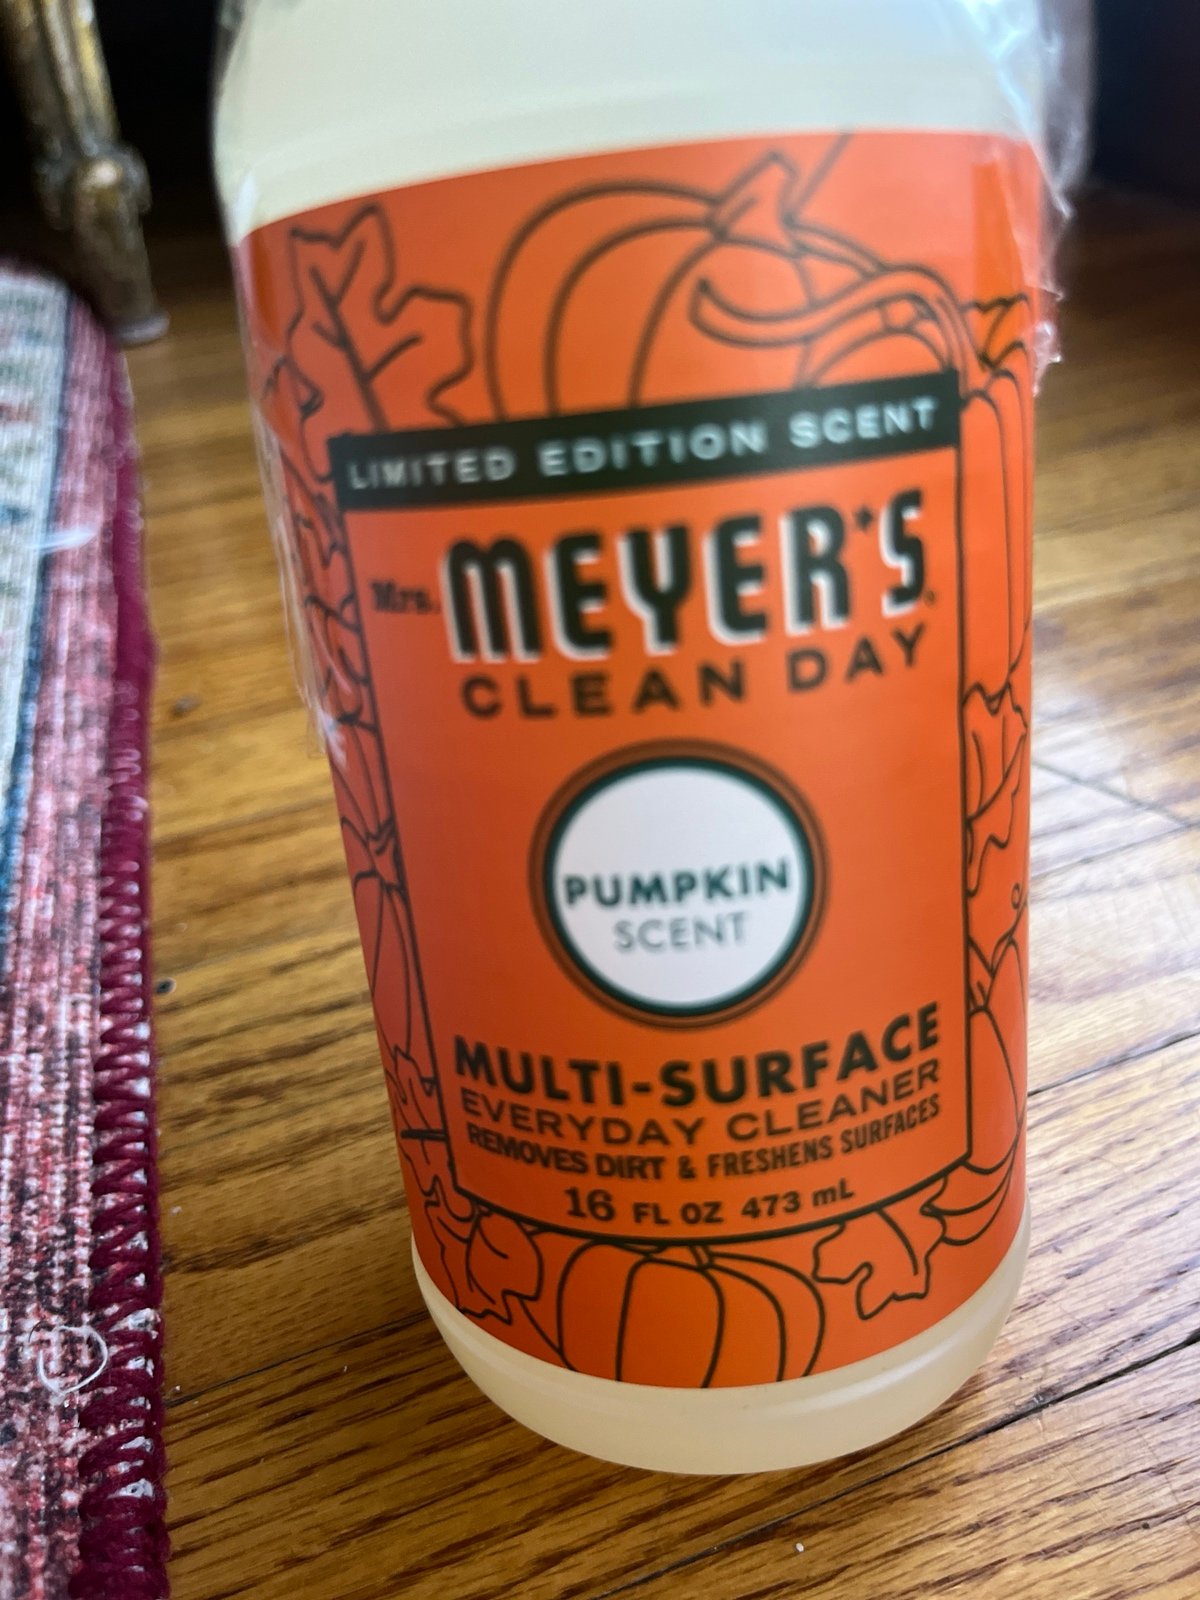 LIMITED EDITION SCENT
Mrs. MEYER'S
CLEAN DAY
PUMPKIN
SCENT
MULTI-SURFACE
EVERYDAY CLEANER
REMOVES DIRT & FRESHENS SURFACES
16 FL OZ 473 mL